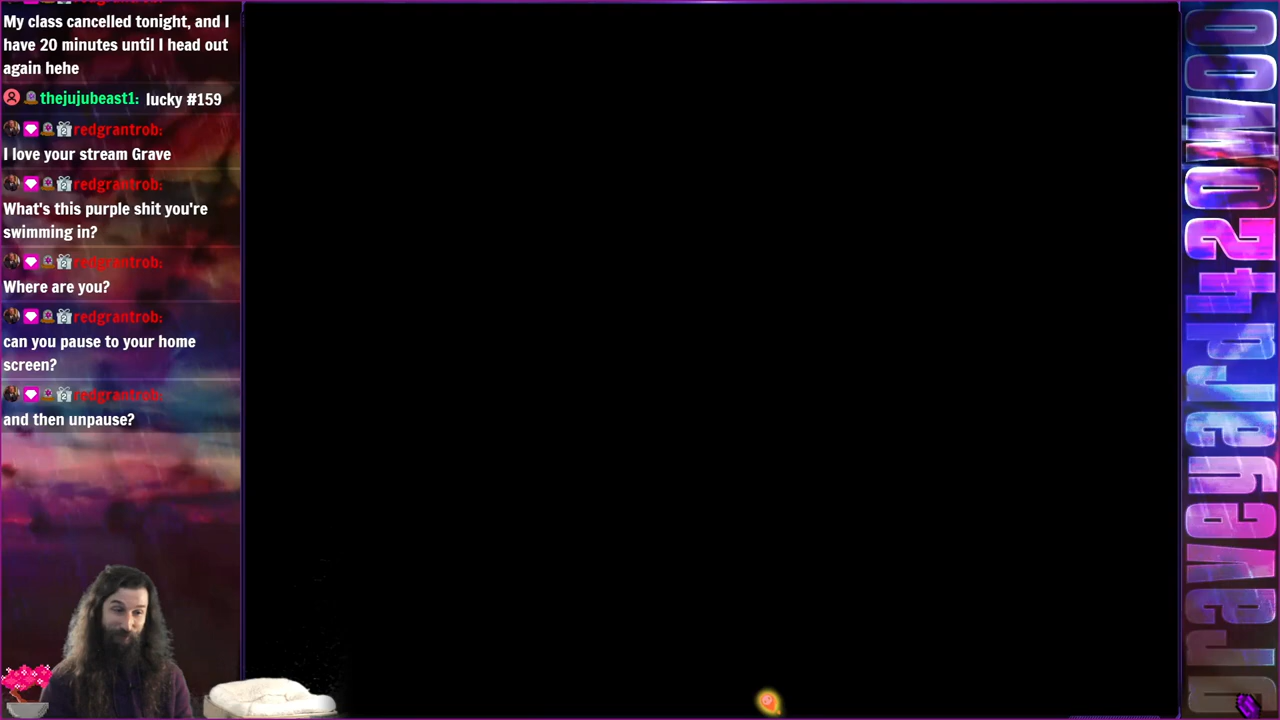 My class cancelled tonight, and I
have 20 minutes until I head out
again hehe
thejujubeast1: lucky #159
redgrantrob:
I love your stream Grave
redgrantrob:
What's this purple shit you're
swimming in?
redgrantrob:
Where are you?
redgrantrob:
can you pause to your home
screen?
redgrantrob:
and then unpause?